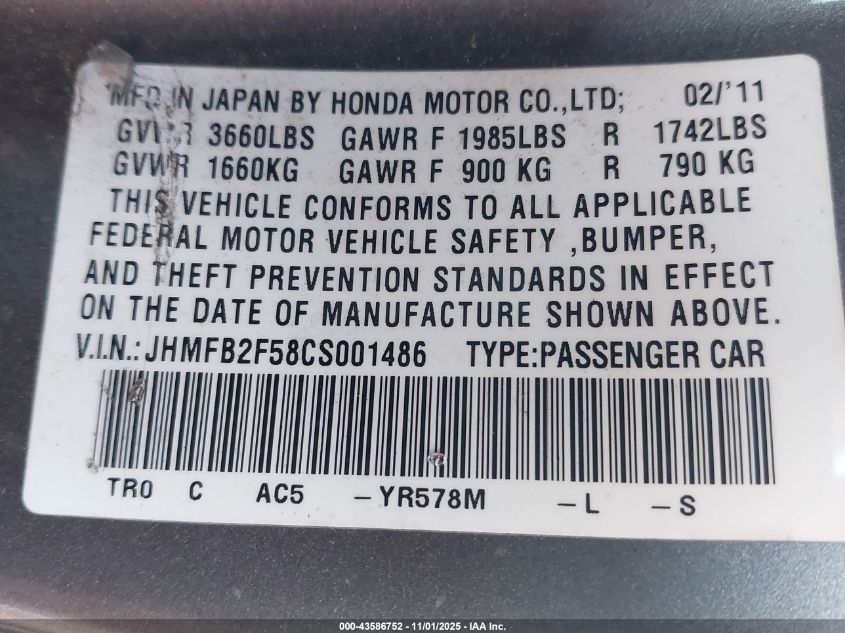 MFD IN JAPAN BY HONDA MOTOR CO.,LTD; 02/'11
GVWR 3660LBS GAWR F 1985LBS R 1742LBS
GVWR 1660KG GAWR F 900 KG R 790 KG
THIS VEHICLE CONFORMS TO ALL APPLICABLE
FEDERAL MOTOR VEHICLE SAFETY ,BUMPER,
AND THEFT PREVENTION STANDARDS IN EFFECT
ON THE DATE OF MANUFACTURE SHOWN ABOVE.
V.I.N.:JHMFB2F58CS001486 TYPE:PASSENGER CAR
TR0 C AC5 -YR578M -L -S
000-43586752 - 11/01/2025 - IAA Inc.